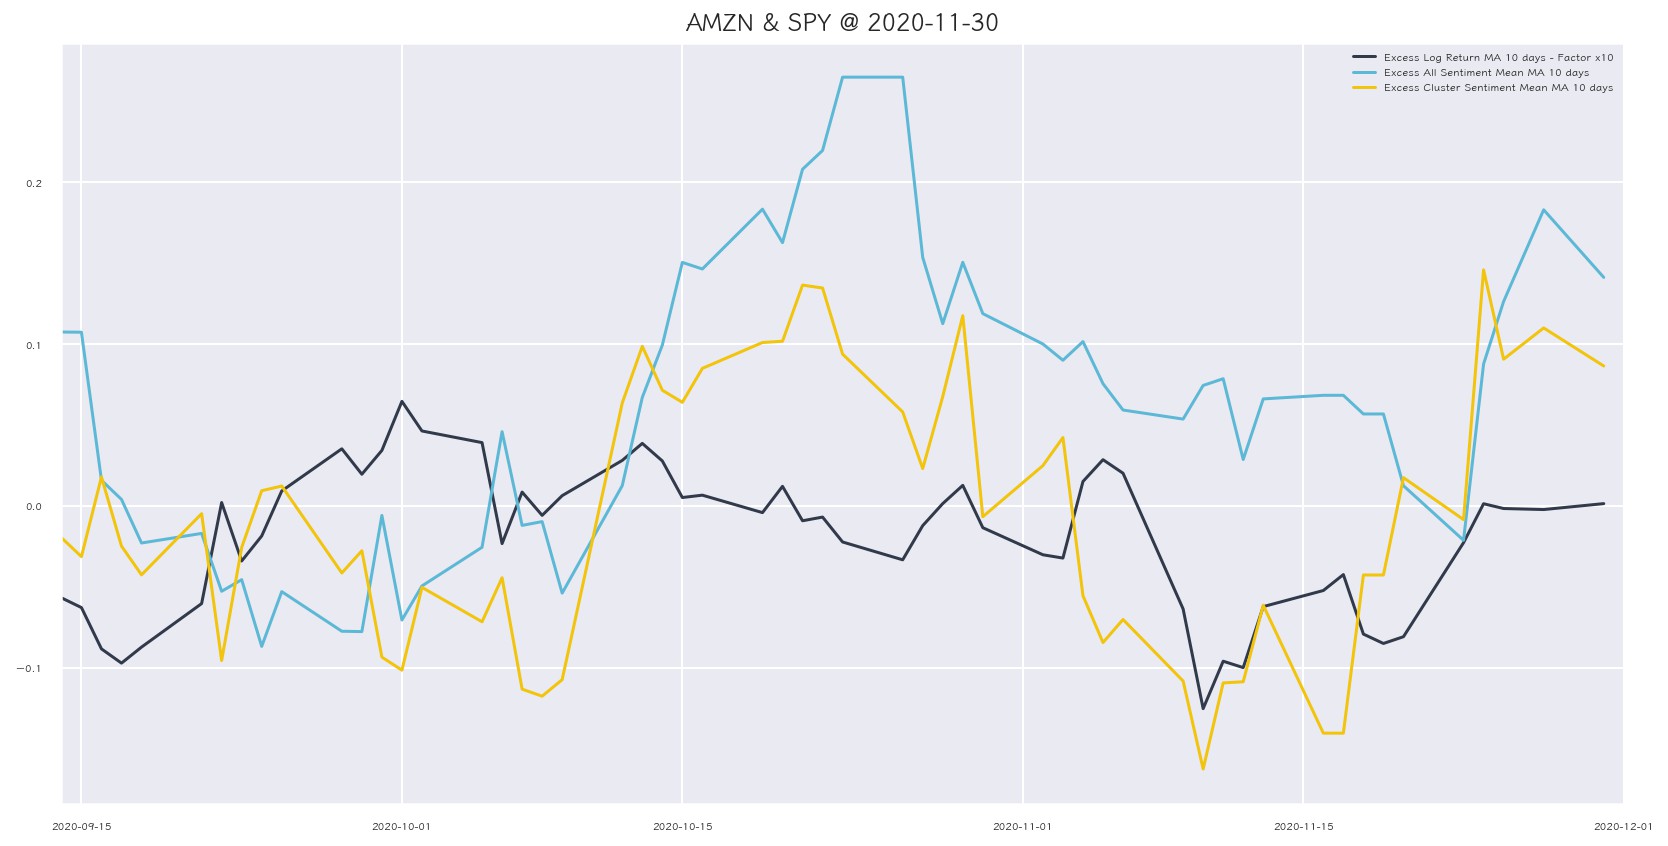 AMZN & SPY @ 2020-11-30
Excess Log Return MA 10 days - Factor x10
Excess All Sentiment Mean MA 10 days
Excess Cluster Sentiment Mean MA 10 days
0.2
0.1
0.0
−0.1
2020-09-15 2020-10-01 2020-10-15 2020-11-01 2020-11-15 2020-12-01